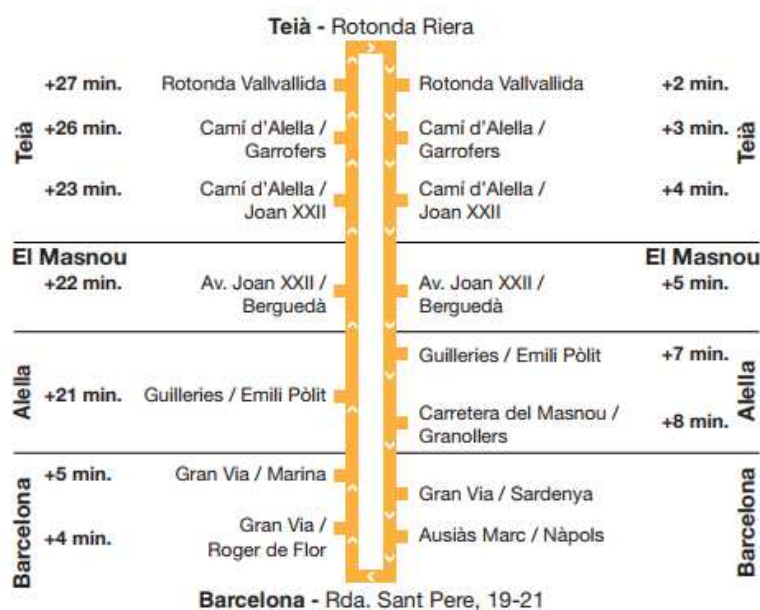 Teià - Rotonda Riera
+27 min. Rotonda Vallvallida Rotonda Vallvallida +2 min.
Teià
+26 min. Camí d'Alella / Camí d'Alella / +3 min.
Garrofers Garrofers
Teià
+23 min. Camí d'Alella / Camí d'Alella / +4 min.
Joan XXII Joan XXII
El Masnou El Masnou
+22 min. Av. Joan XXII / Av. Joan XXII / +5 min.
Berguedà Berguedà
Guilleries / Emili Pòlit +7 min.
Alella
+21 min. Guilleries / Emili Pòlit
Alella
Carretera del Masnou / +8 min.
Granollers
+5 min. Gran Via / Marina
Gran Via / Sardenya
Barcelona
+4 min. Gran Via /
Roger de Flor
Ausiàs Marc / Nàpols
Barcelona
Barcelona - Rda. Sant Pere, 19-21